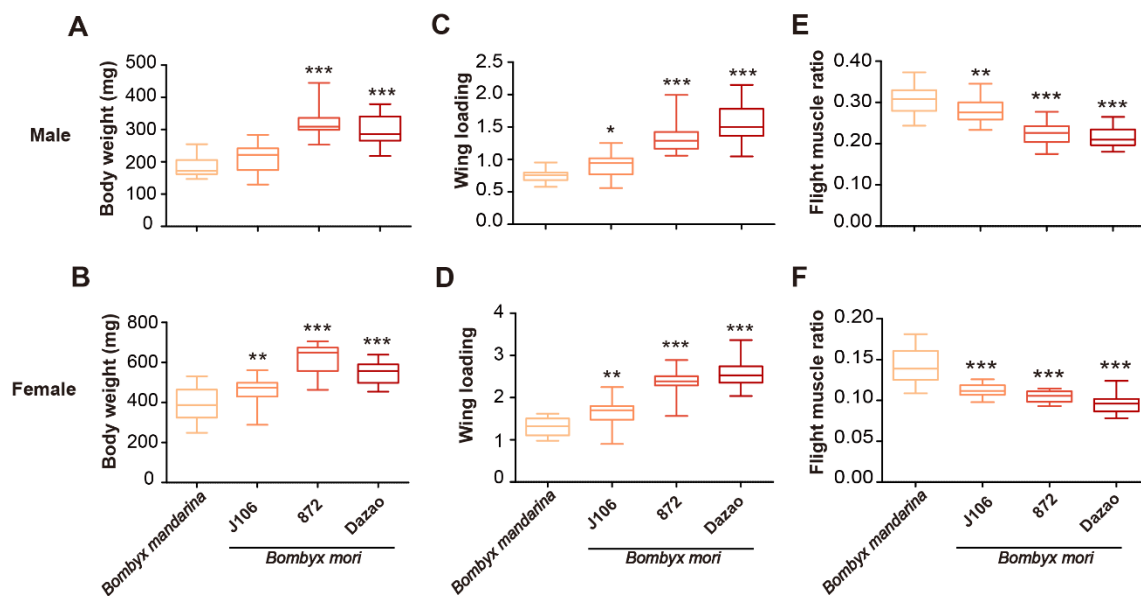 A
C
E
Male
Body weight (mg)
500
400
300
200
100
0
***
***
Wing loading
2.5
2.0
1.5
1.0
0.5
0.0
*
***
***
Flight muscle ratio
0.40
0.30
0.20
0.10
0.00
**
***
***
B
D
F
Female
Body weight (mg)
800
600
400
400
0
**
***
***
Wing loading
4
3
2
1
0
**
***
***
Flight muscle ratio
0.20
0.15
0.10
0.05
0.00
***
***
***
Bombyx mandarina
J106
872
Dazao
Bombyx mori
Bombyx mandarina
J106
872
Dazao
Bombyx mori
Bombyx mandarina
J106
872
Dazao
Bombyx mori